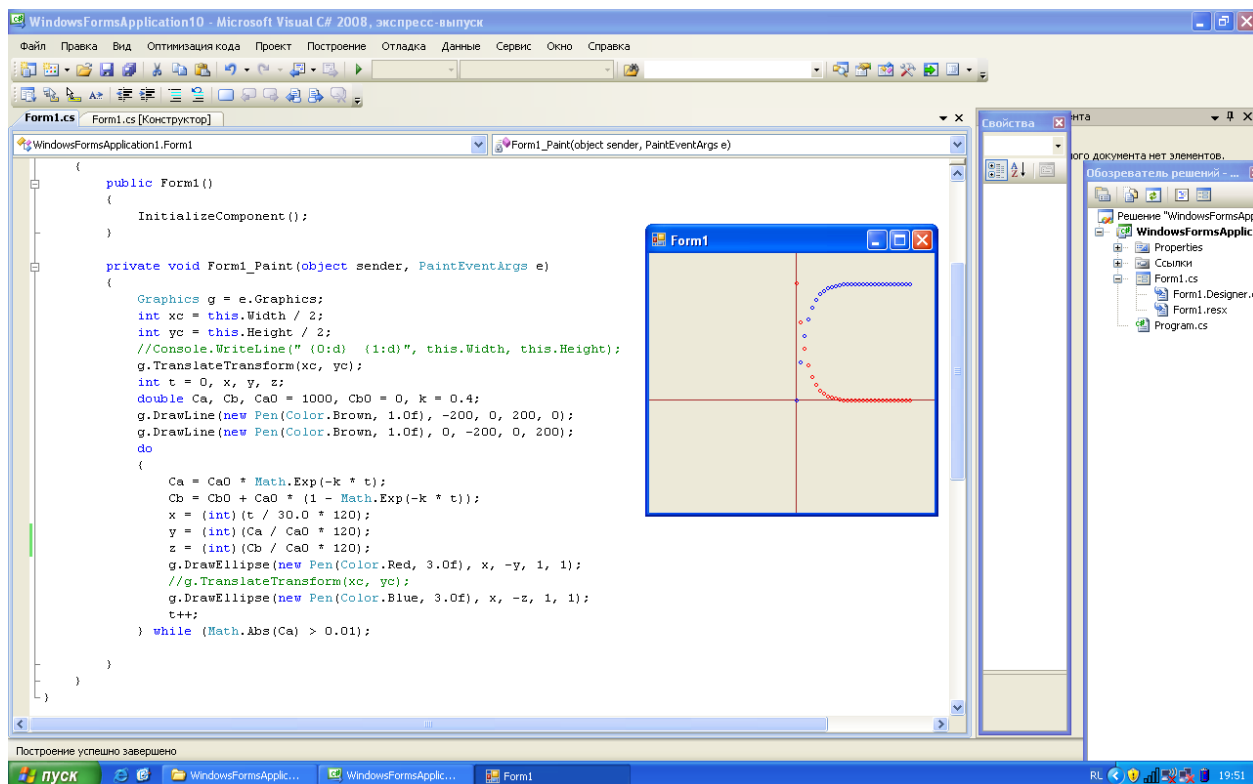 WindowsFormsApplication10 - Microsoft Visual C# 2008, экспресс-выпуск
Файл Правка Вид Оптимизация кода Проект Построение Отладка Данные Сервис Окно Справка
Form1.cs Form1.cs [Конструктор]
WindowsFormsApplication1.Form1 Form1_Paint(object sender, PaintEventArgs e)
{
public Form1()
{
InitializeComponent();
}
private void Form1_Paint(object sender, PaintEventArgs e)
{
Graphics g = e.Graphics;
int xc = this.Width / 2;
int yc = this.Height / 2;
//Console.WriteLine(" {0:d}  {1:d}", this.Width, this.Height);
g.TranslateTransform(xc, yc);
int t = 0, x, y, z;
double Ca, Cb, Ca0 = 1000, Cb0 = 0, k = 0.4;
g.DrawLine(new Pen(Color.Brown, 1.0f), -200, 0, 200, 0);
g.DrawLine(new Pen(Color.Brown, 1.0f), 0, -200, 0, 200);
do
{
Ca = Ca0 * Math.Exp(-k * t);
Cb = Cb0 + Ca0 * (1 - Math.Exp(-k * t));
x = (int)(t / 30.0 * 120);
y = (int)(Ca / Ca0 * 120);
z = (int)(Cb / Ca0 * 120);
g.DrawEllipse(new Pen(Color.Red, 3.0f), x, -y, 1, 1);
//g.TranslateTransform(xc, yc);
g.DrawEllipse(new Pen(Color.Blue, 3.0f), x, -z, 1, 1);
t++;
} while (Math.Abs(Ca) > 0.01);
}
}
}
Form1
Свойства
нта
ого документа нет элементов.
Обозреватель решений - ...
Решение "WindowsFormsApp
WindowsFormsApplic
Properties
Ссылки
Form1.cs
Form1.Designer.
Form1.resx
Program.cs
Построение успешно завершено
пуск WindowsFormsApplic... WindowsFormsApplic... Form1 RL 19:51